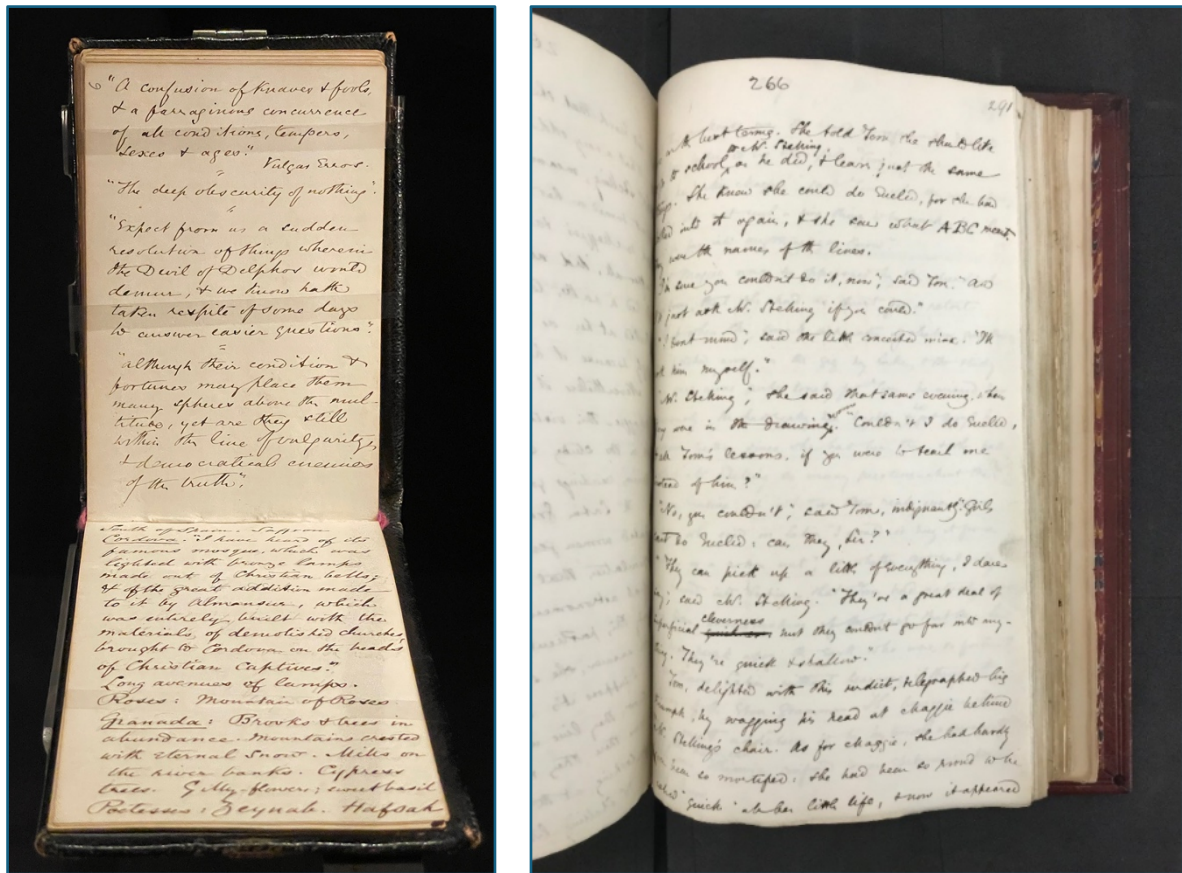 6 "A confusion of knaves & fools,
& a farraginous concurrence
of all conditions, tempers,
sexes & ages."
Vulgar Errors.
"The deep obscurity of nothing".
"Expect from us a sudden
resolution of things wherein
the Devil of Delphos would
demur, & we know hath
taken respite of some days
to answer easier questions".
"although their condition &
fortunes may place them
many spheres above the mul-
titude, yet are they still
within the line of vulgarity,
& democratical enemies
of the truth".
South of Spain
Cordova: "I have heard of its
famous mosque, which was
lighted with bronze lamps
made out of Christian bells;
& of the great addition made
to it by Almansur, which
was entirely built with the
materials of demolished churches,
brought to Cordova on the heads
of Christian Captives."
Long avenues of lamps.
Roses: Mountain of Roses.
Granada: Brooks & trees in
abundance. Mountains crested
with eternal snow. Mills on
the river banks. Cypress
trees. Gilly-flowers; sweet basil
Poetesses: Zeynab. Hafsah
266
291
best terms. She told Tom she should like
to Mr. Stelling,
to school, as he did, & learn just the same
She knew she could do Euclid, for she had
into it again, & she saw what ABC meant:
were the names of the lines.
sure you couldn't do it, now," said Tom. "and
just ask Mr. Stelling if you could."
"I don't mind", said the little conceited minx. "I'll
him myself."
"Mr. Stelling", she said that same evening, when
were in the drawing "Couldn't I do Euclid,
all Tom's lessons, if you were to teach me
instead of him?"
"No, you couldn't", said Tom, indignantly. "Girls
can't do Euclid: can they, Sir?"
"They can pick up a little of everything, I dare
say," said Mr. Stelling. "They've a great deal of
cleverness
superficial but they couldn't go far into any-
thing. They're quick & shallow."
Tom, delighted with this verdict, telegraphed his
triumph by wagging his head at Maggie behind
Mr. Stelling's chair. As for Maggie, she had hardly
been so mortified: she had been so proud to be
called 'quick' all her little life, & now it appeared